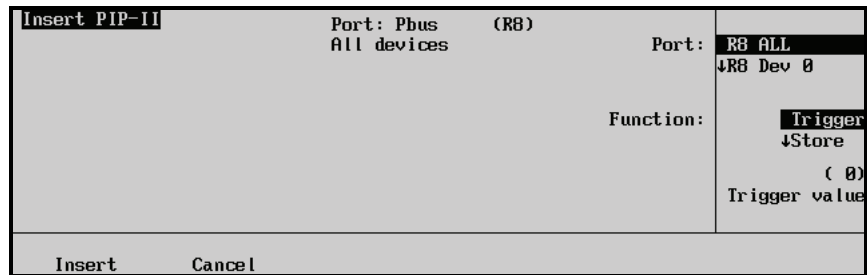 Insert PIP-II Port: Pbus (R8)
All devices Port: R8 ALL
↓R8 Dev 0
Function: Trigger
↓Store
( 0)
Trigger value
Insert Cancel